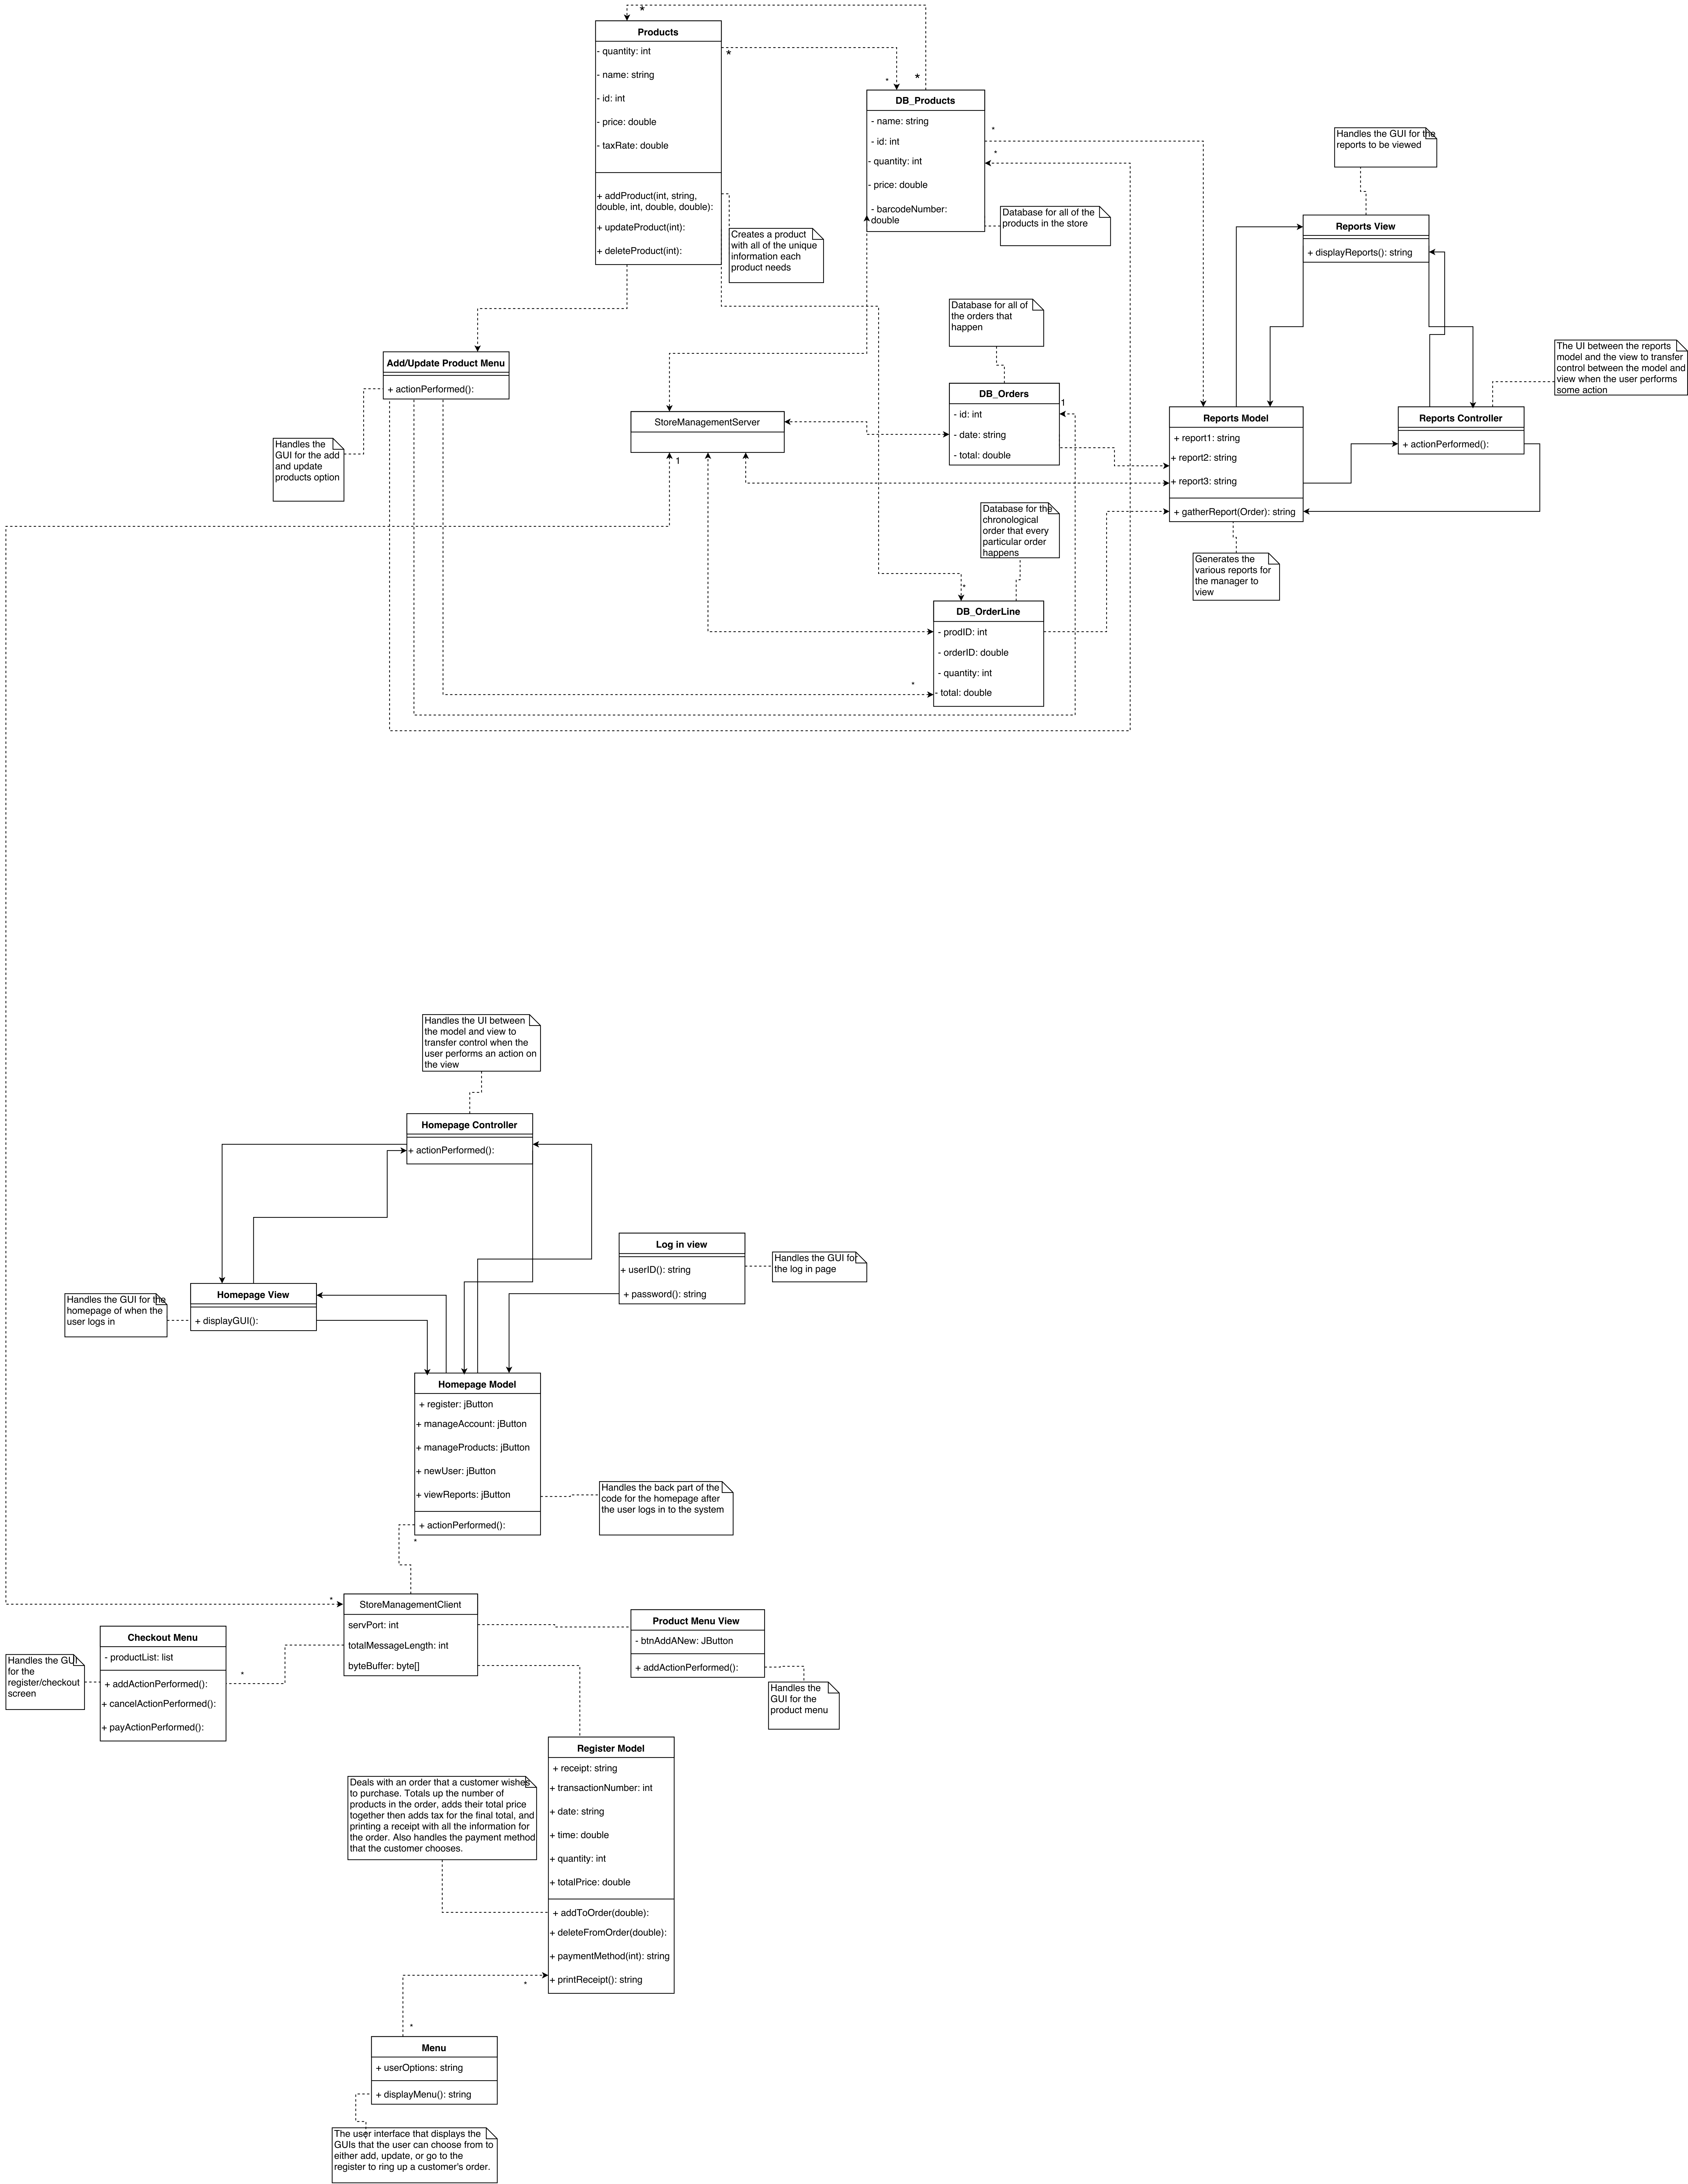 *
Products
- quantity: int
- name: string
- id: int
- price: double
- taxRate: double
+ addProduct(int, string,
double, int, double, double):
+ updateProduct(int):
+ deleteProduct(int):
*
*
*
Creates a product
with all of the unique
information each
product needs
DB_Products
- name: string
- id: int
- quantity: int
- price: double
- barcodeNumber:
double
*
*
Database for all of the
products in the store
Handles the GUI for the
reports to be viewed
Reports View
+ displayReports(): string
The UI between the reports
model and the view to transfer
control between the model and
view when the user performs
some action
Reports Controller
+ actionPerformed():
Reports Model
+ report1: string
+ report2: string
+ report3: string
+ gatherReport(Order): string
Generates the
various reports for
the manager to
view
Add/Update Product Menu
+ actionPerformed():
Handles the
GUI for the add
and update
products option
StoreManagementServer
1
Database for all of
the orders that
happen
DB_Orders
- id: int
- date: string
- total: double
1
Database for the
chronological
order that every
particular order
happens
*
DB_OrderLine
- prodID: int
- orderID: double
- quantity: int
- total: double
*
Handles the UI between
the model and view to
transfer control when the
user performs an action on
the view
Homepage Controller
+ actionPerformed():
Log in view
+ userID(): string
+ password(): string
Handles the GUI for
the log in page
Homepage View
+ displayGUI():
Handles the GUI for the
homepage of when the
user logs in
Homepage Model
+ register: jButton
+ manageAccount: jButton
+ manageProducts: jButton
+ newUser: jButton
+ viewReports: jButton
+ actionPerformed():
Handles the back part of the
code for the homepage after
the user logs in to the system
*
*
StoreManagementClient
servPort: int
totalMessageLength: int
byteBuffer: byte[]
Product Menu View
- btnAddANew: JButton
+ addActionPerformed():
Handles the
GUI for the
product menu
Checkout Menu
- productList: list
+ addActionPerformed():
+ cancelActionPerformed():
+ payActionPerformed():
*
Handles the GUI
for the
register/checkout
screen
Register Model
+ receipt: string
+ transactionNumber: int
+ date: string
+ time: double
+ quantity: int
+ totalPrice: double
+ addToOrder(double):
+ deleteFromOrder(double):
+ paymentMethod(int): string
+ printReceipt(): string
Deals with an order that a customer wishes
to purchase. Totals up the number of
products in the order, adds their total price
together then adds tax for the final total, and
printing a receipt with all the information for
the order. Also handles the payment method
that the customer chooses.
*
*
Menu
+ userOptions: string
+ displayMenu(): string
The user interface that displays the
GUIs that the user can choose from to
either add, update, or go to the
register to ring up a customer's order.